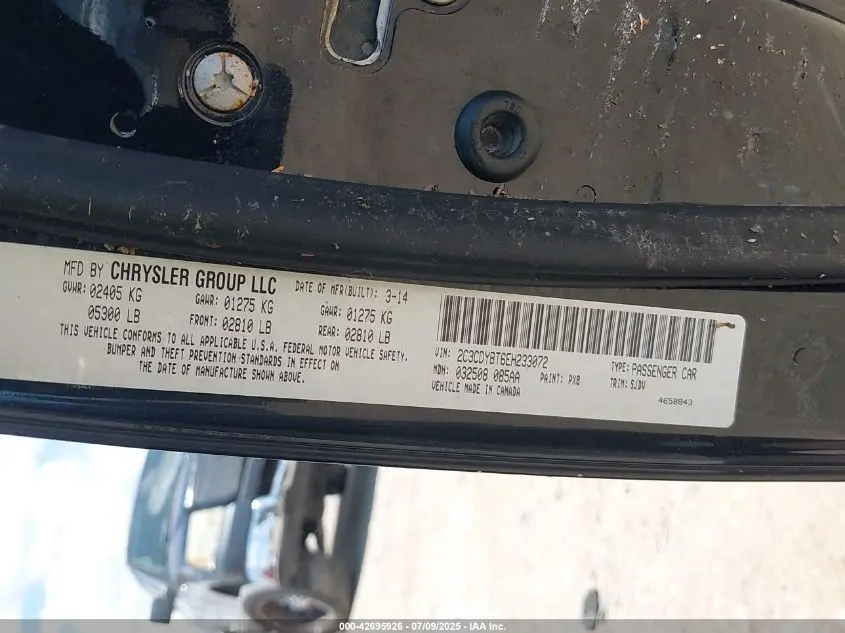 MFD BY CHRYSLER GROUP LLC
DATE OF MFR(BUILT): 3-14
GVWR: 02405 KG
GAWR: 01275 KG
GAWR: 01275 KG
05300 LB
FRONT: 02810 LB
REAR: 02810 LB
THIS VEHICLE CONFORMS TO ALL APPLICABLE U.S.A. FEDERAL MOTOR VEHICLE SAFETY,
BUMPER AND THEFT PREVENTION STANDARDS IN EFFECT ON
THE DATE OF MANUFACTURE SHOWN ABOVE.
VIN: 2C3CDYBT6EH233072
TYPE: PASSENGER CAR
MDH: 032508 085AA
PAINT: PX8
TRIM: SJDV
VEHICLE MADE IN CANADA
4658843
000-42695926 - 07/09/2025 - IAA Inc.